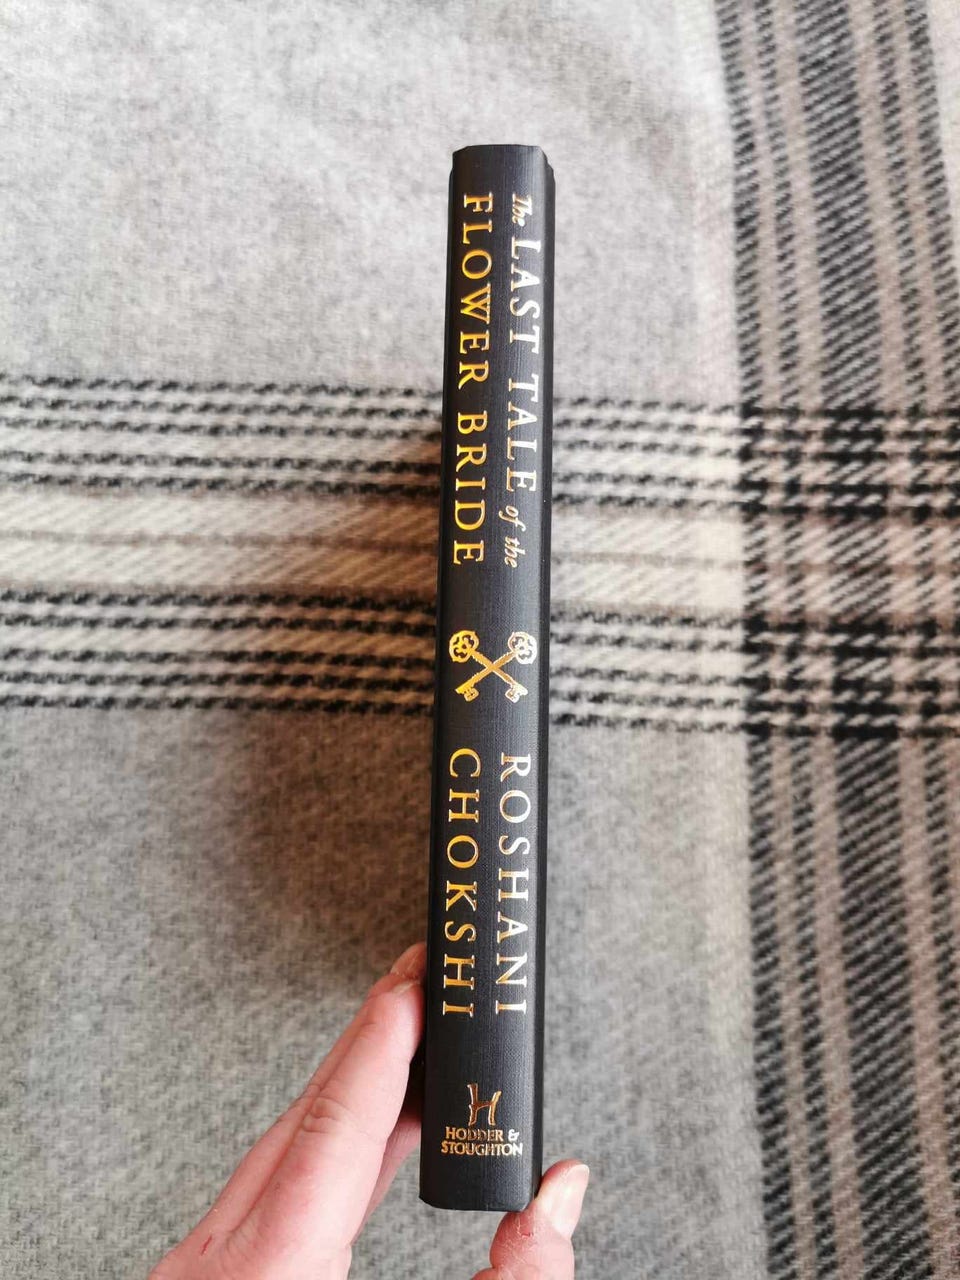 The LAST TALE of the
FLOWER BRIDE
ROSHANI
CHOKSHI
H
HODDER &
STOUGHTON